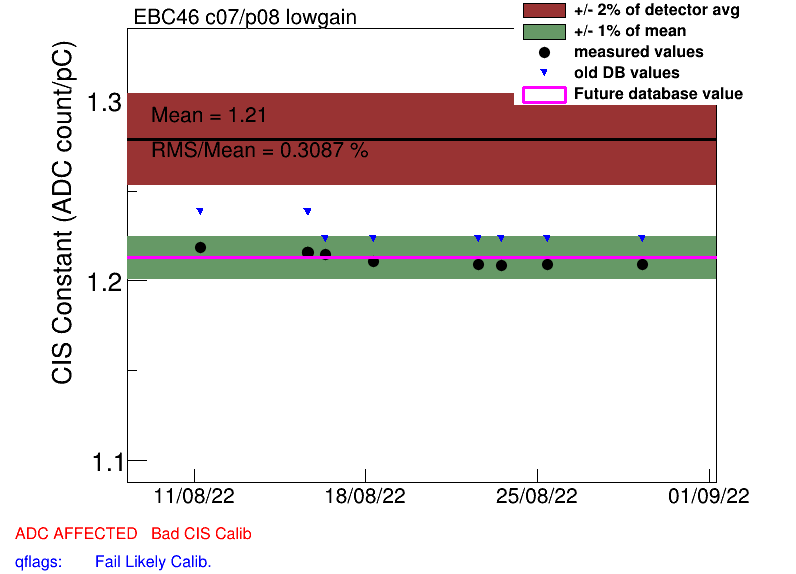 EBC46 c07/p08 lowgain
+/- 2% of detector avg
+/- 1% of mean
measured values
old DB values
Future database value
CIS Constant (ADC count/pC)
1.3
Mean = 1.21
RMS/Mean = 0.3087 %
1.2
1.1
11/08/22 18/08/22 25/08/22 01/09/22
ADC AFFECTED Bad CIS Calib
qflags: Fail Likely Calib.